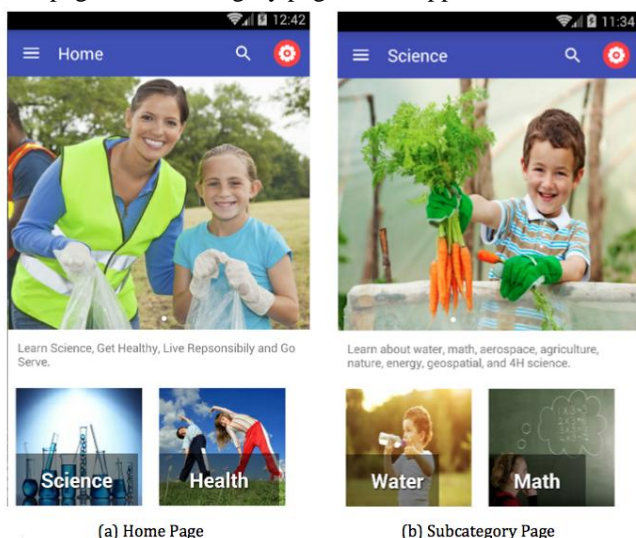 12:42
Home
Learn Science, Get Healthy, Live Repsonsibily and Go
Serve.
Science
Health
(a) Home Page
11:34
Science
Learn about water, math, aerospace, agriculture,
nature, energy, geospatial, and 4H science.
Water
Math
(b) Subcategory Page